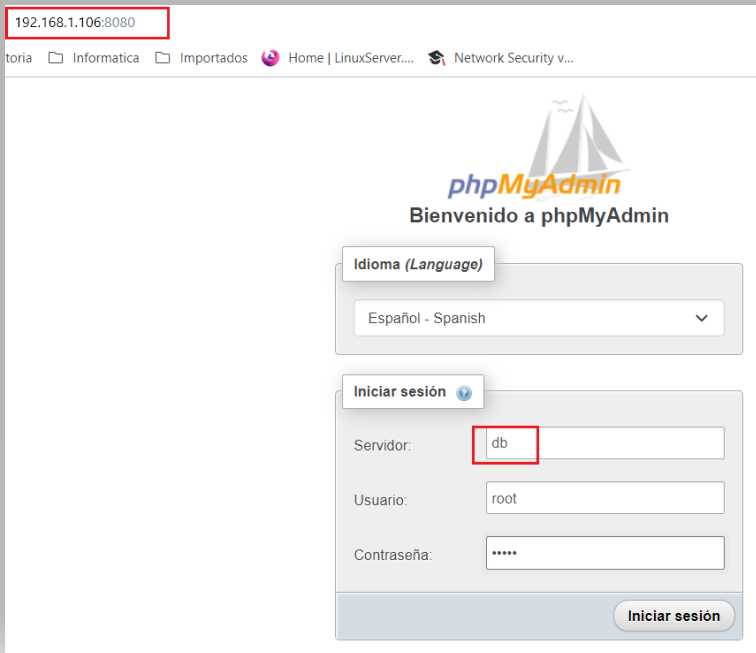 192.168.1.106:8080
toria Informatica Importados Home | LinuxServer.... Network Security v...
phpMyAdmin
Bienvenido a phpMyAdmin
Idioma (Language)
Español - Spanish
Iniciar sesión
Servidor: db
Usuario: root
Contraseña: •••••
Iniciar sesión